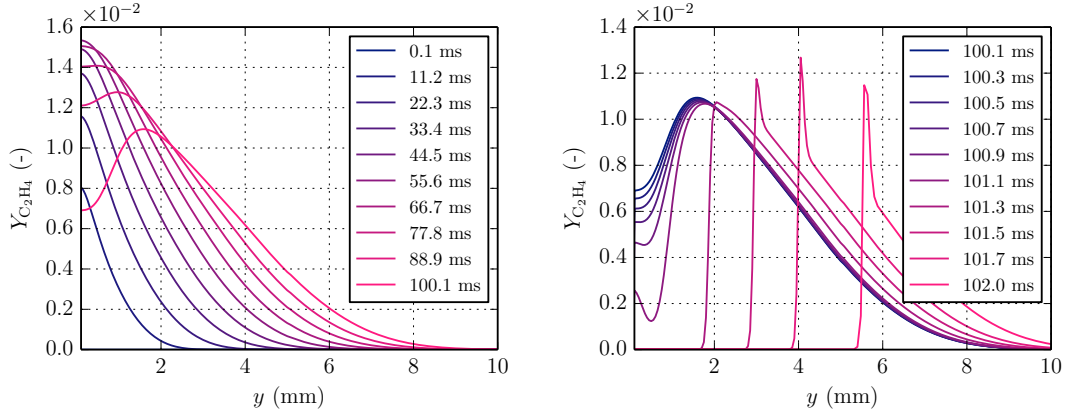 ×10⁻²
1.6
1.4
1.2
1.0
0.8
0.6
0.4
0.2
0.0
Y_C₂H₄ (-)
2 4 6 8 10
y (mm)
0.1 ms
11.2 ms
22.3 ms
33.4 ms
44.5 ms
55.6 ms
66.7 ms
77.8 ms
88.9 ms
100.1 ms
×10⁻²
1.4
1.2
1.0
0.8
0.6
0.4
0.2
0.0
Y_C₂H₄ (-)
2 4 6 8 10
y (mm)
100.1 ms
100.3 ms
100.5 ms
100.7 ms
100.9 ms
101.1 ms
101.3 ms
101.5 ms
101.7 ms
102.0 ms